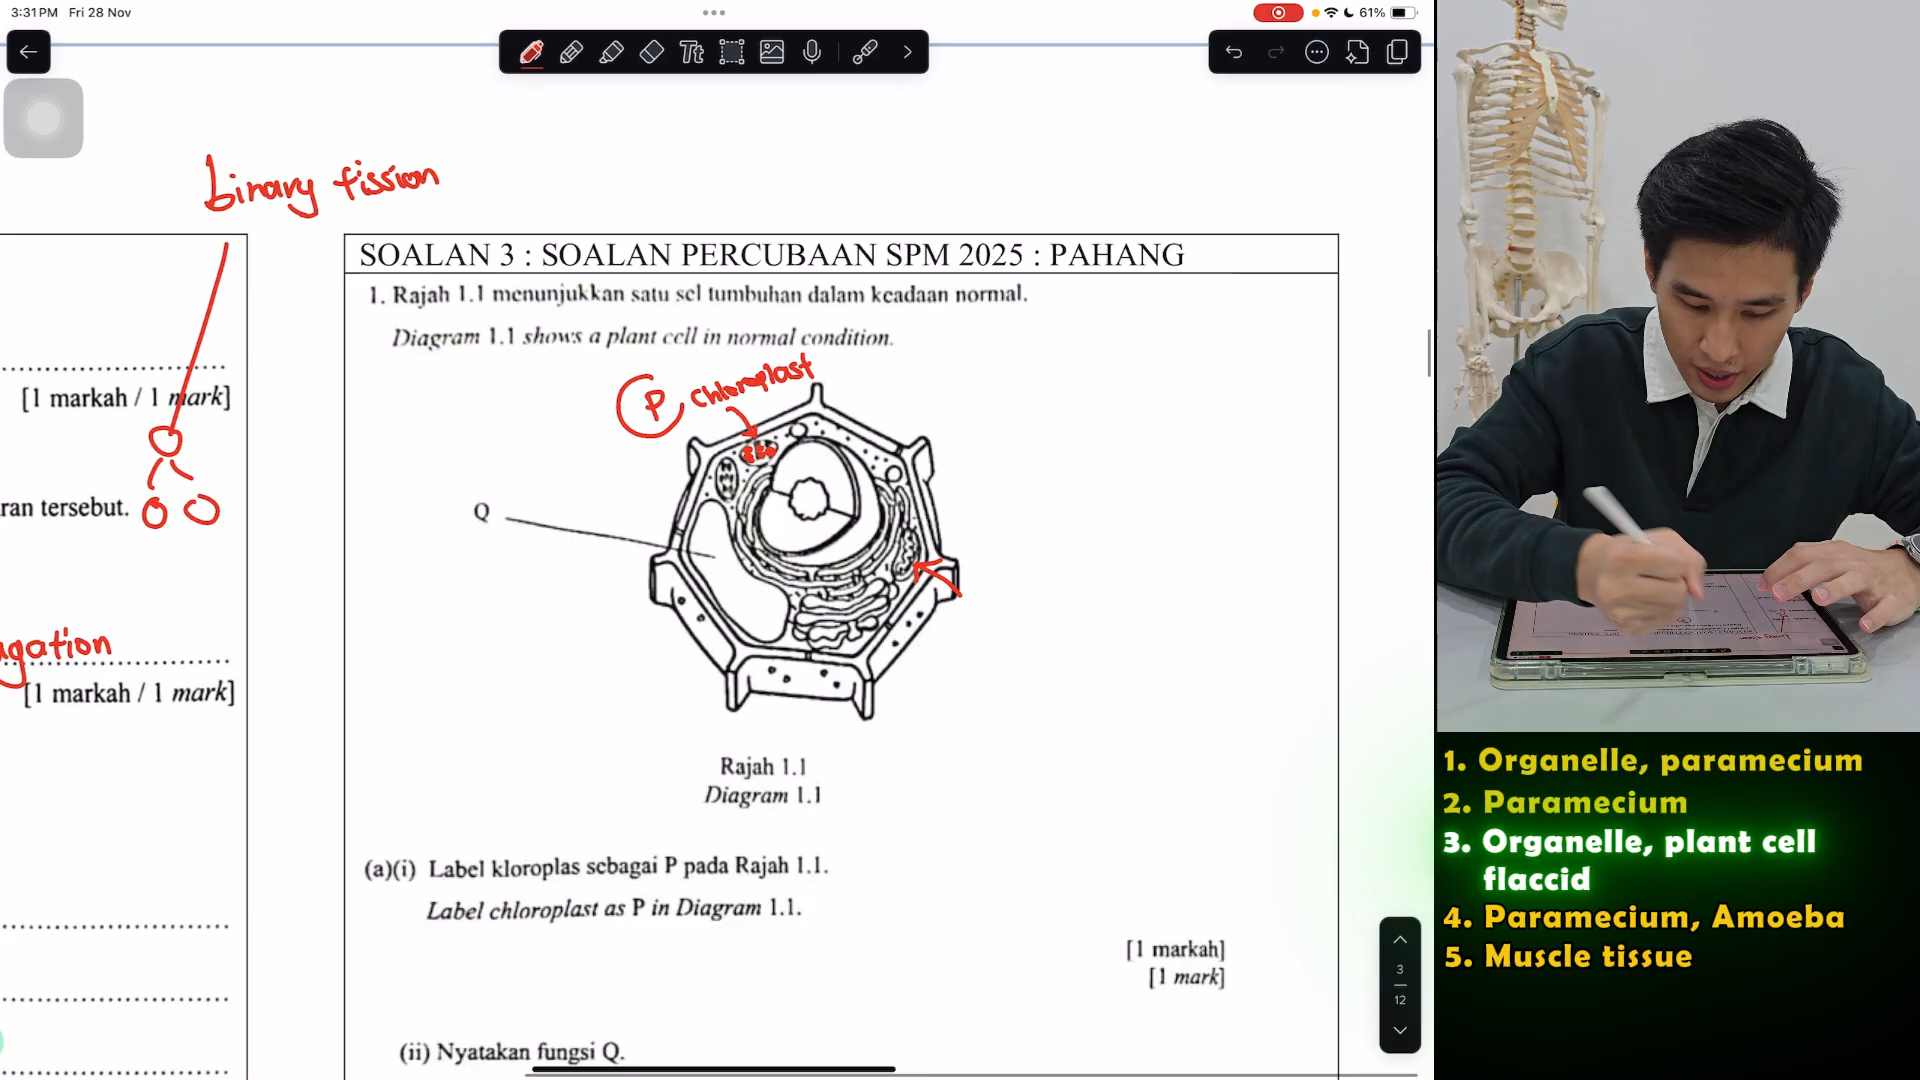 3:31 PM Fri 28 Nov
61%
Tt
binary fission
[1 markah / 1 mark]
ran tersebut.
ugation
[1 markah / 1 mark]
SOALAN 3 : SOALAN PERCUBAAN SPM 2025 : PAHANG
1. Rajah 1.1 menunjukkan satu sel tumbuhan dalam keadaan normal.
Diagram 1.1 shows a plant cell in normal condition.
P chloroplast
Q
Rajah 1.1
Diagram 1.1
(a)(i) Label kloroplas sebagai P pada Rajah 1.1.
Label chloroplast as P in Diagram 1.1.
[1 markah]
[1 mark]
(ii) Nyatakan fungsi Q.
3
12
1. Organelle, paramecium
2. Paramecium
3. Organelle, plant cell
flaccid
4. Paramecium, Amoeba
5. Muscle tissue